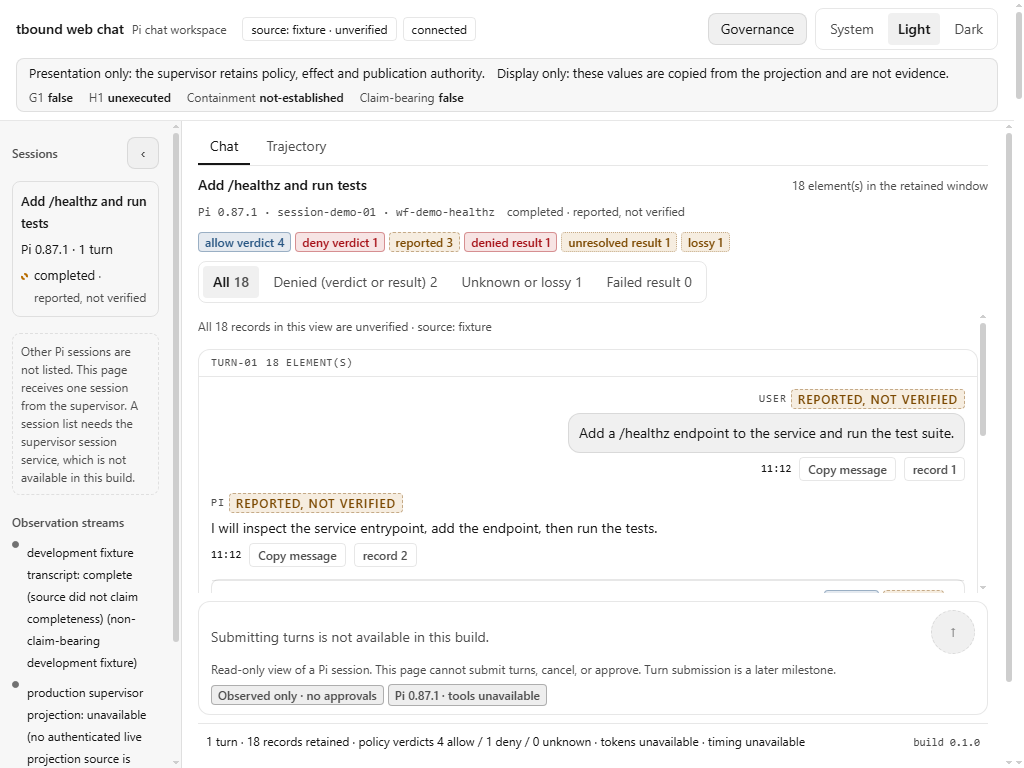 tbound web chat Pi chat workspace source: fixture · unverified connected Governance System Light Dark
Presentation only: the supervisor retains policy, effect and publication authority. Display only: these values are copied from the projection and are not evidence.
G1 false H1 unexecuted Containment not-established Claim-bearing false
Sessions ‹
Add /healthz and run
tests
Pi 0.87.1 · 1 turn
completed ·
reported, not verified
Other Pi sessions are
not listed. This page
receives one session
from the supervisor. A
session list needs the
supervisor session
service, which is not
available in this build.
Observation streams
development fixture
transcript: complete
(source did not claim
completeness) (non-
claim-bearing
development fixture)
production supervisor
projection: unavailable
(no authenticated live
projection source is
Chat Trajectory
Add /healthz and run tests 18 element(s) in the retained window
Pi 0.87.1 · session-demo-01 · wf-demo-healthz completed · reported, not verified
allow verdict 4 deny verdict 1 reported 3 denied result 1 unresolved result 1 lossy 1
All 18 Denied (verdict or result) 2 Unknown or lossy 1 Failed result 0
All 18 records in this view are unverified · source: fixture
TURN-01 18 ELEMENT(S)
USER REPORTED, NOT VERIFIED
Add a /healthz endpoint to the service and run the test suite.
11:12 Copy message record 1
PI REPORTED, NOT VERIFIED
I will inspect the service entrypoint, add the endpoint, then run the tests.
11:12 Copy message record 2
Submitting turns is not available in this build. ↑
Read-only view of a Pi session. This page cannot submit turns, cancel, or approve. Turn submission is a later milestone.
Observed only · no approvals Pi 0.87.1 · tools unavailable
1 turn · 18 records retained · policy verdicts 4 allow / 1 deny / 0 unknown · tokens unavailable · timing unavailable build 0.1.0